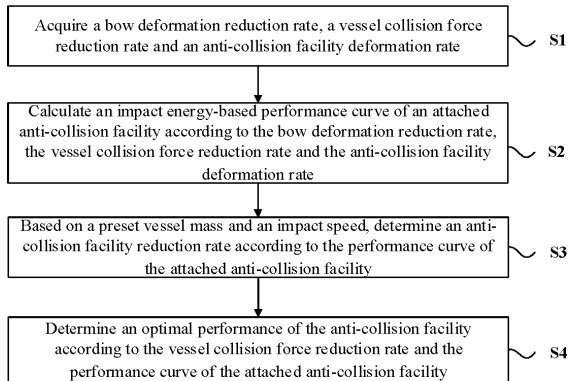 Acquire a bow deformation reduction rate, a vessel collision force
reduction rate and an anti-collision facility deformation rate
S1
Calculate an impact energy-based performance curve of an attached
anti-collision facility according to the bow deformation reduction rate,
the vessel collision force reduction rate and the anti-collision facility
deformation rate
S2
Based on a preset vessel mass and an impact speed, determine an anti-
collision facility reduction rate according to the performance curve of
the attached anti-collision facility
S3
Determine an optimal performance of the anti-collision facility
according to the vessel collision force reduction rate and the
performance curve of the attached anti-collision facility
S4